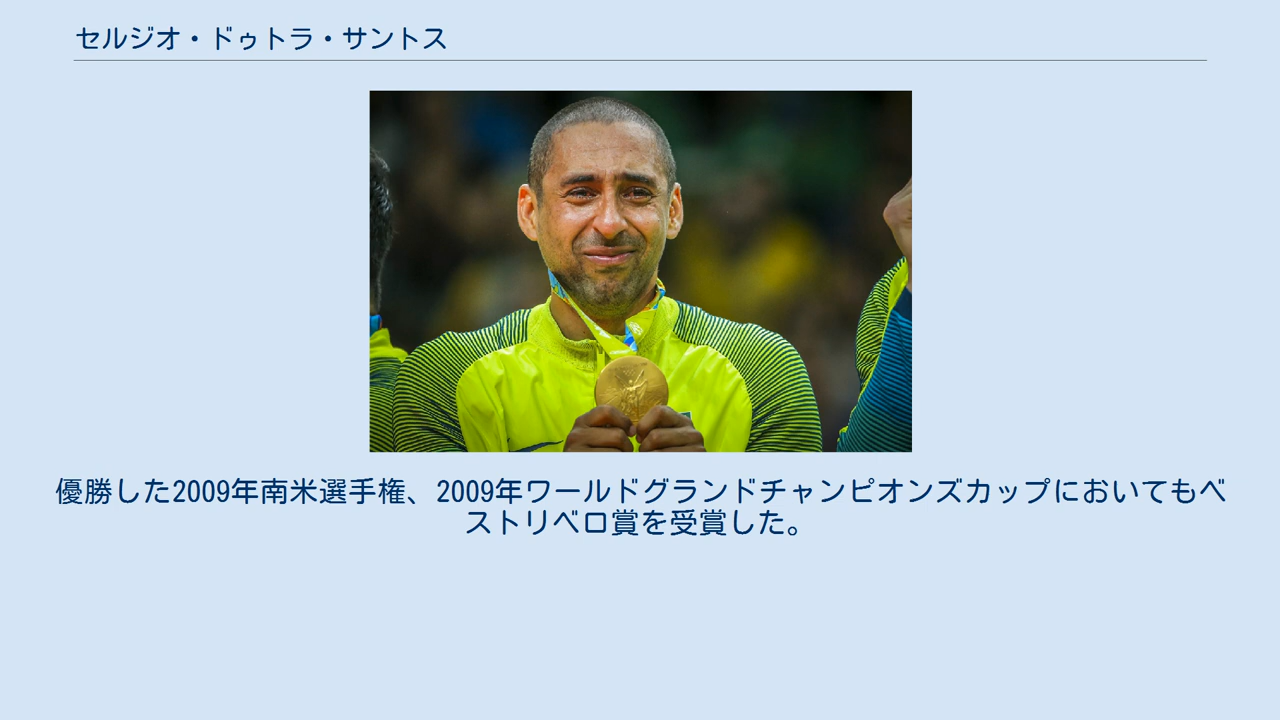 セルジオ・ドゥトラ・サントス
優勝した2009年南米選手権、2009年ワールドグランドチャンピオンズカップにおいてもベ
ストリベロ賞を受賞した。